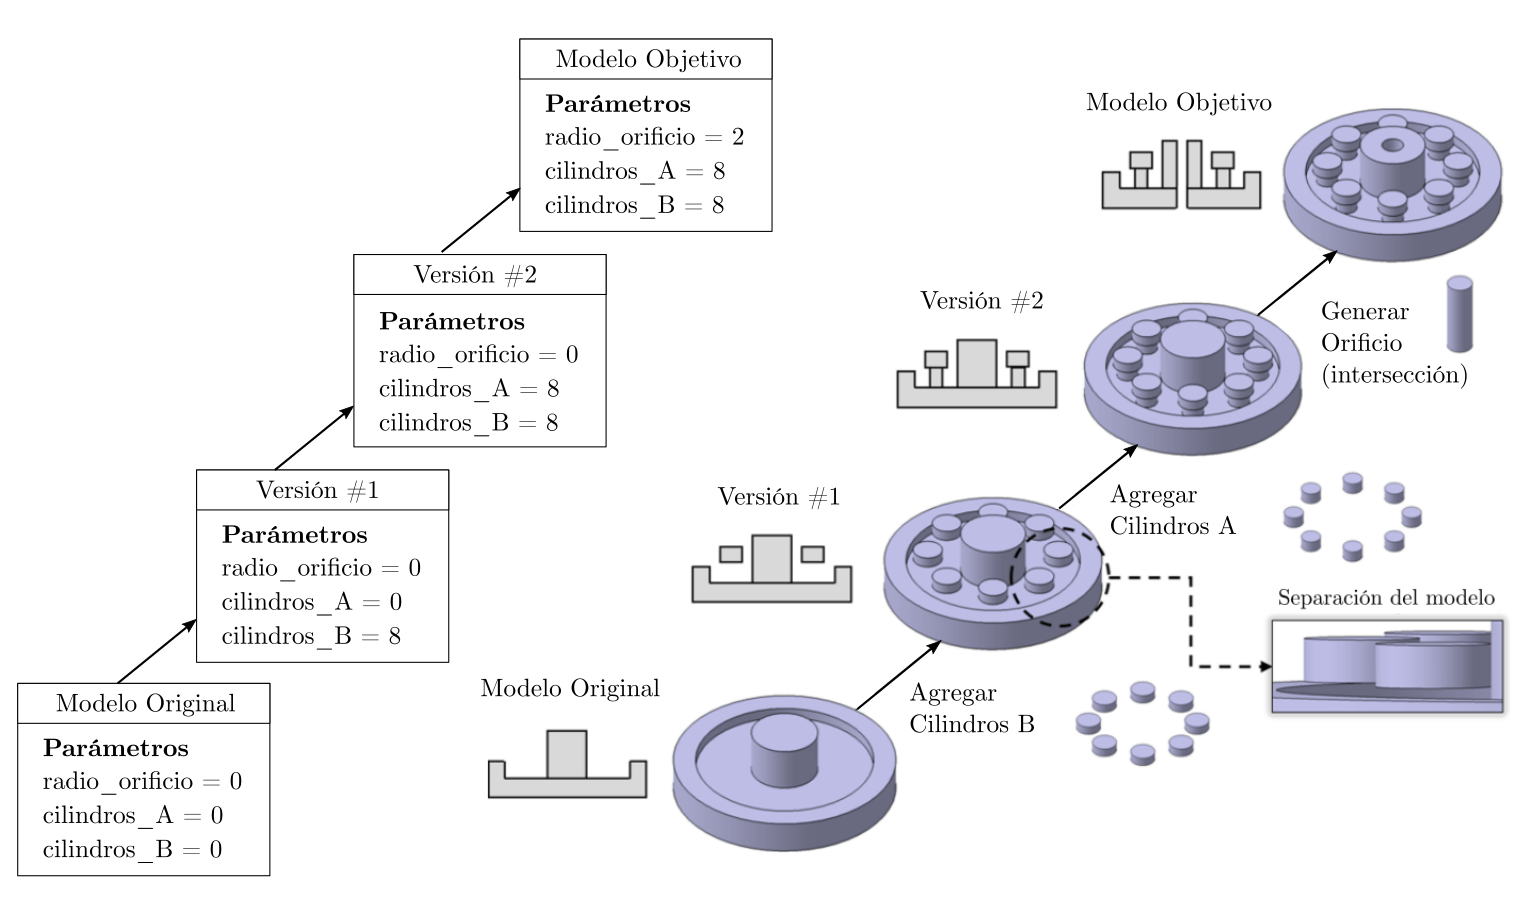 Modelo Objetivo
Parámetros
radio_orificio = 2
cilindros_A = 8
cilindros_B = 8
Versión #2
Parámetros
radio_orificio = 0
cilindros_A = 8
cilindros_B = 8
Versión #1
Parámetros
radio_orificio = 0
cilindros_A = 0
cilindros_B = 8
Modelo Original
Parámetros
radio_orificio = 0
cilindros_A = 0
cilindros_B = 0
Modelo Objetivo
Generar
Orificio
(intersección)
Versión #2
Agregar
Cilindros A
Versión #1
Separación del modelo
Agregar
Cilindros B
Modelo Original